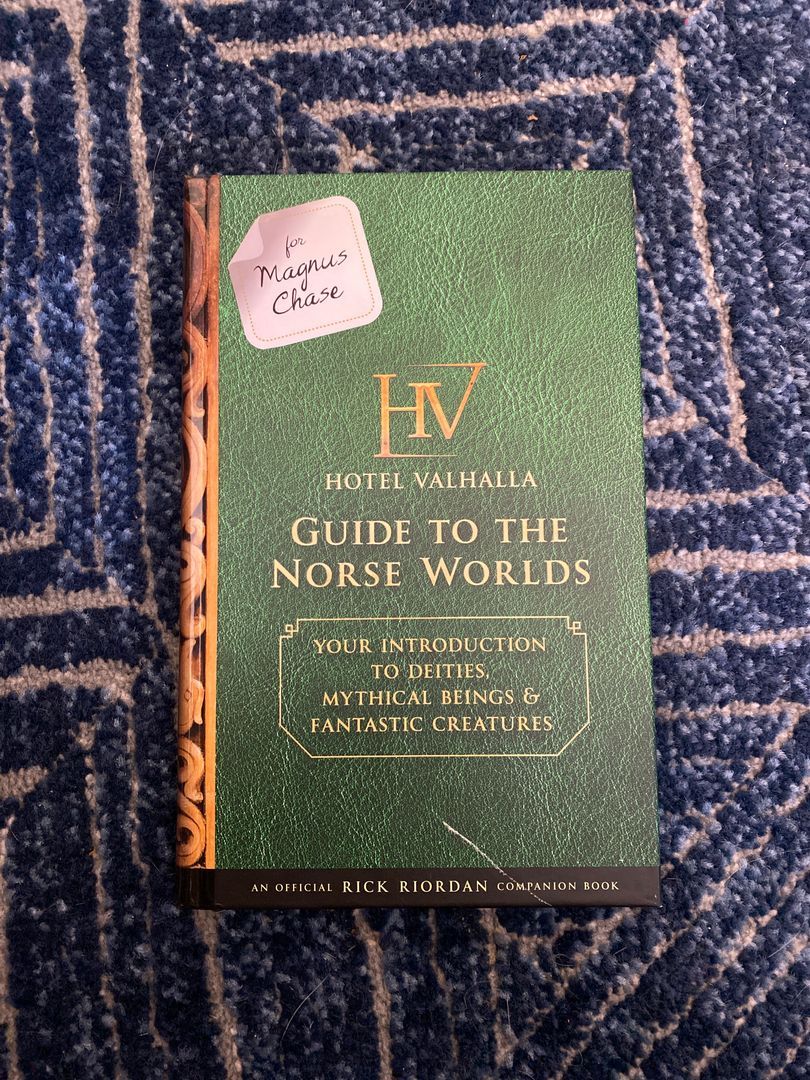 for
Magnus
Chase
HV
HOTEL VALHALLA
GUIDE TO THE
NORSE WORLDS
YOUR INTRODUCTION
TO DEITIES,
MYTHICAL BEINGS &
FANTASTIC CREATURES
AN OFFICIAL RICK RIORDAN COMPANION BOOK